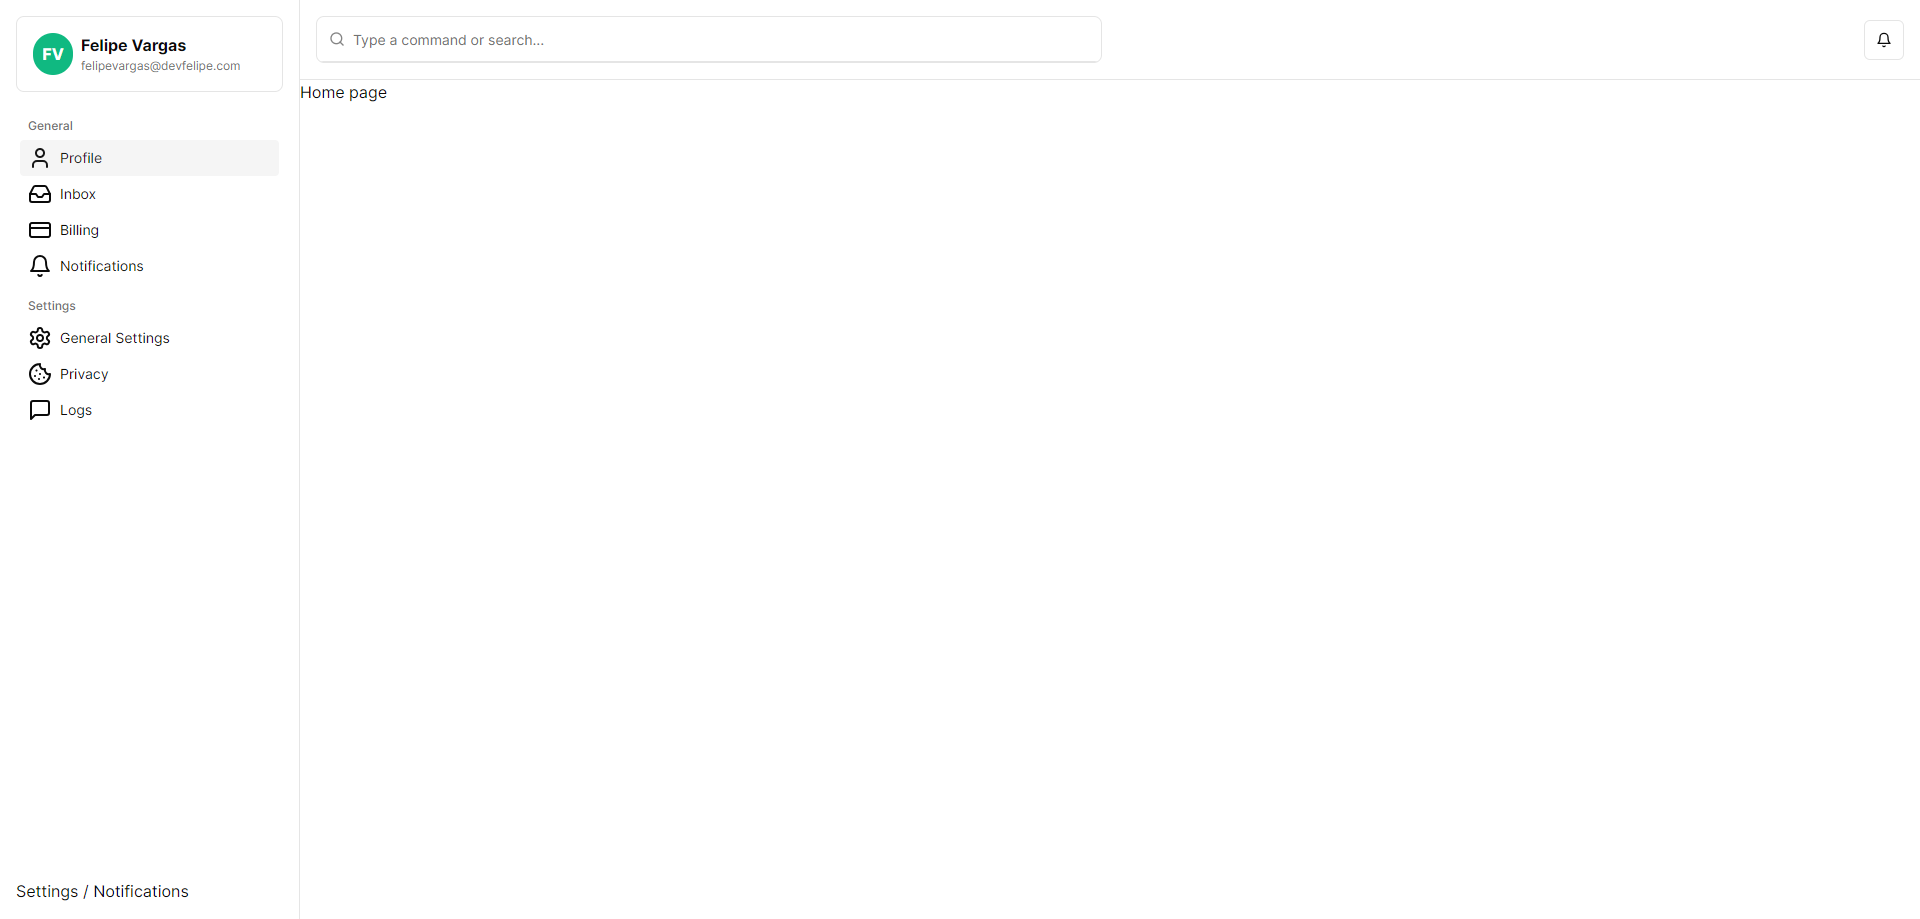 FV
Felipe Vargas
felipevargas@devfelipe.com
General
Profile
Inbox
Billing
Notifications
Settings
General Settings
Privacy
Logs
Settings / Notifications
Type a command or search...
Home page